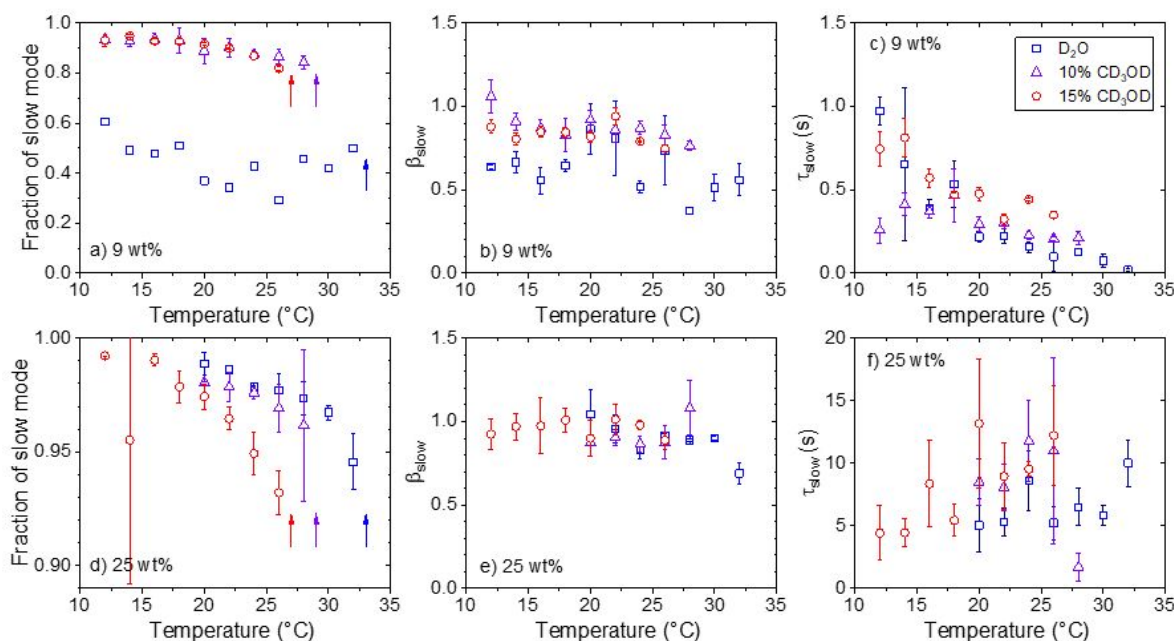 Fraction of slow mode
1.0
0.8
0.6
0.4
0.2
0.0
a) 9 wt%
10 15 20 25 30 35
Temperature (°C)
βslow
1.5
1.0
0.5
0.0
b) 9 wt%
10 15 20 25 30 35
Temperature (°C)
τslow (s)
1.5
1.0
0.5
0.0
c) 9 wt%
D₂O
10% CD₃OD
15% CD₃OD
10 15 20 25 30 35
Temperature (°C)
Fraction of slow mode
1.00
0.95
0.90
d) 25 wt%
10 15 20 25 30 35
Temperature (°C)
βslow
1.5
1.0
0.5
0.0
e) 25 wt%
10 15 20 25 30 35
Temperature (°C)
τslow (s)
20
15
10
5
0
f) 25 wt%
10 15 20 25 30 35
Temperature (°C)